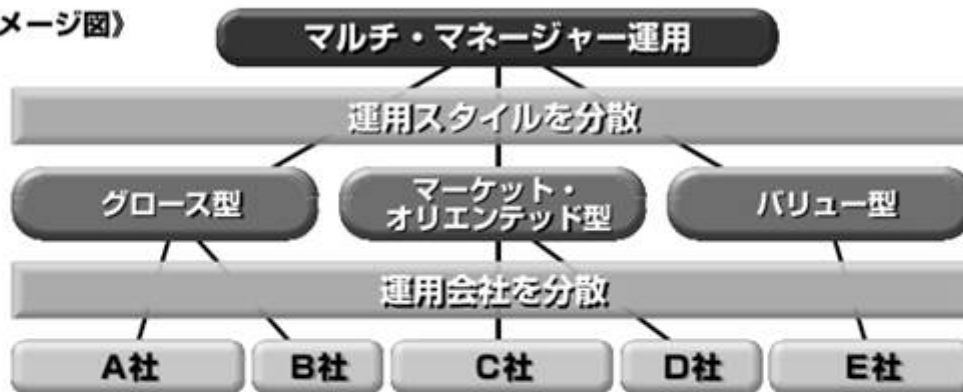 メージ図》
マルチ・マネージャー運用
運用スタイルを分散
グロース型
マーケット・
オリエンテッド型
バリュー型
運用会社を分散
A社
B社
C社
D社
E社